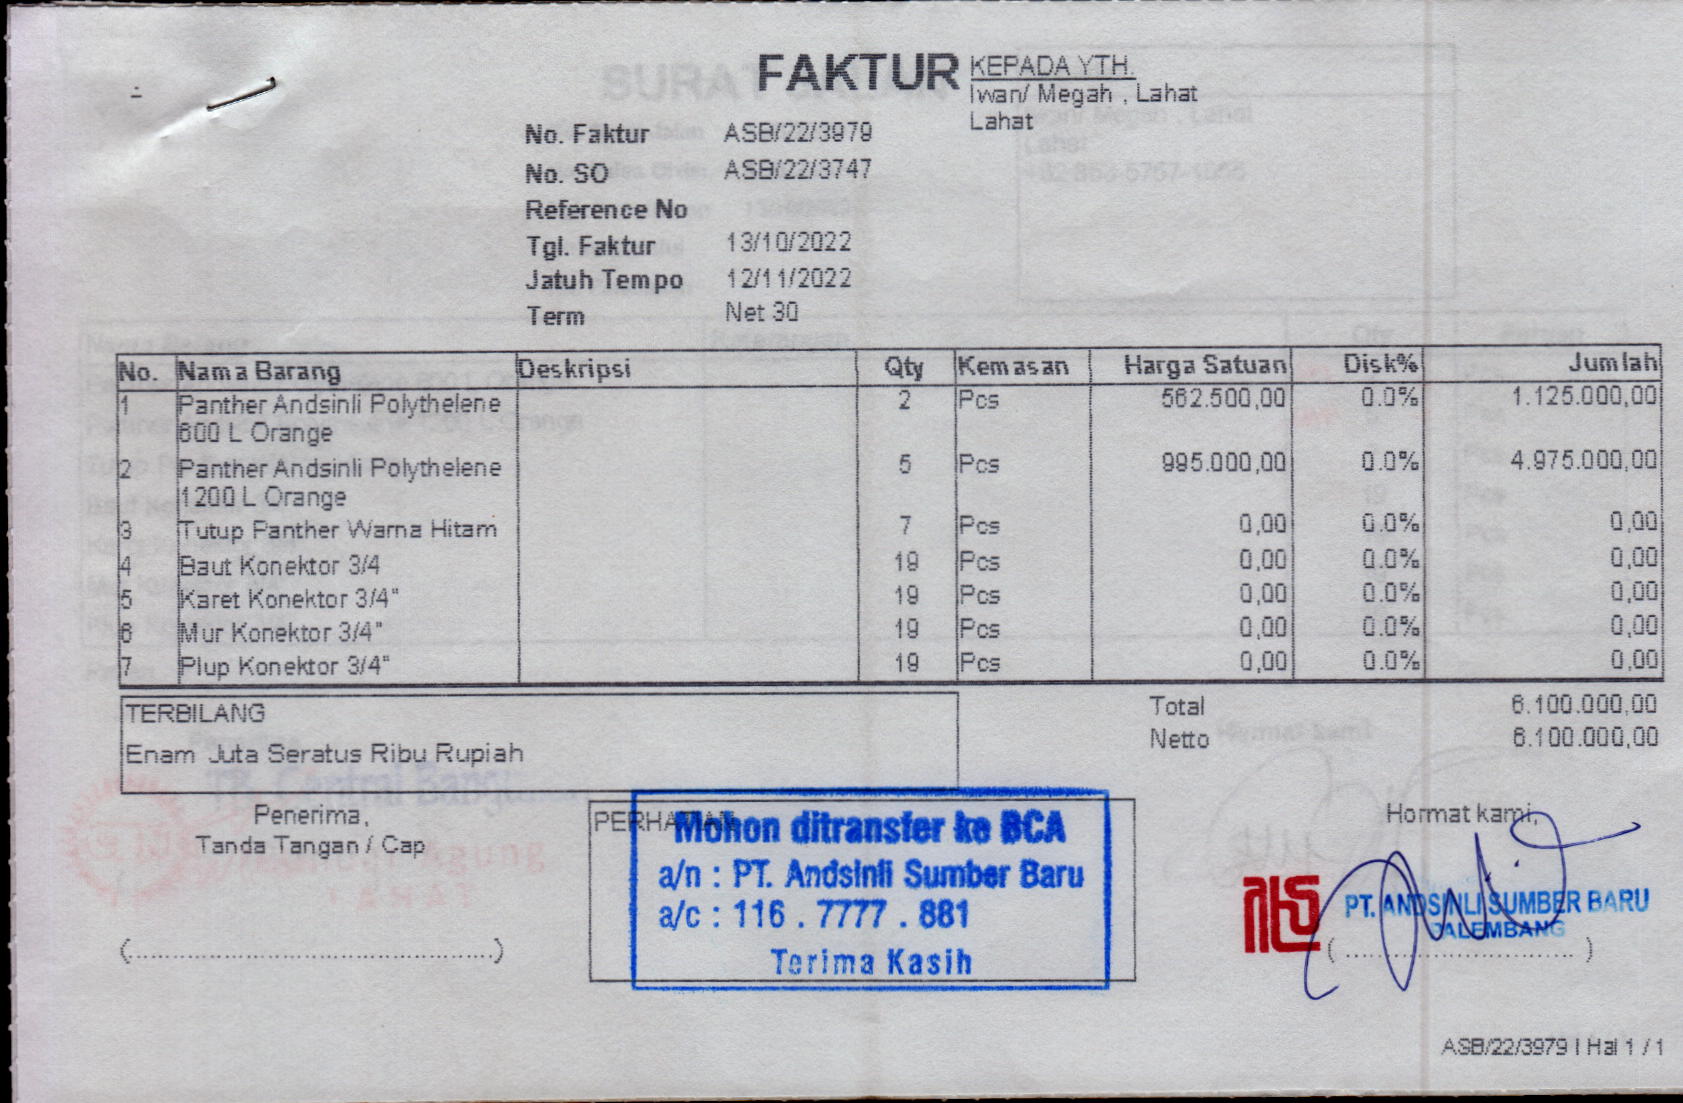 FAKTUR
KEPADA YTH.
Iwan/ Megah , Lahat
Lahat
No. Faktur ASB/22/3979
No. SO ASB/22/3747
Reference No
Tgl. Faktur 13/10/2022
Jatuh Tempo 12/11/2022
Term Net 30
No. Nama Barang Deskripsi Qty Kemasan Harga Satuan Disk% Jumlah
1 Panther Andsinli Polythelene 2 Pcs 562.500,00 0.0% 1.125.000,00
600 L Orange
2 Panther Andsinli Polythelene 5 Pcs 995.000,00 0.0% 4.975.000,00
1200 L Orange
3 Tutup Panther Warna Hitam 7 Pcs 0,00 0.0% 0,00
4 Baut Konektor 3/4 19 Pcs 0,00 0.0% 0,00
5 Karet Konektor 3/4" 19 Pcs 0,00 0.0% 0,00
6 Mur Konektor 3/4" 19 Pcs 0,00 0.0% 0,00
7 Plup Konektor 3/4" 19 Pcs 0,00 0.0% 0,00
TERBILANG
Enam Juta Seratus Ribu Rupiah
Total 6.100.000,00
Netto 6.100.000,00
Penerima,
Tanda Tangan / Cap
(..............................................)
Mohon ditransfer ke BCA
a/n : PT. Andsinli Sumber Baru
a/c : 116 . 7777 . 881
Terima Kasih
Hormat kami,
PT. ANDSINLI SUMBER BARU
PALEMBANG
(..............................)
ASB/22/3979 | Hal 1 / 1